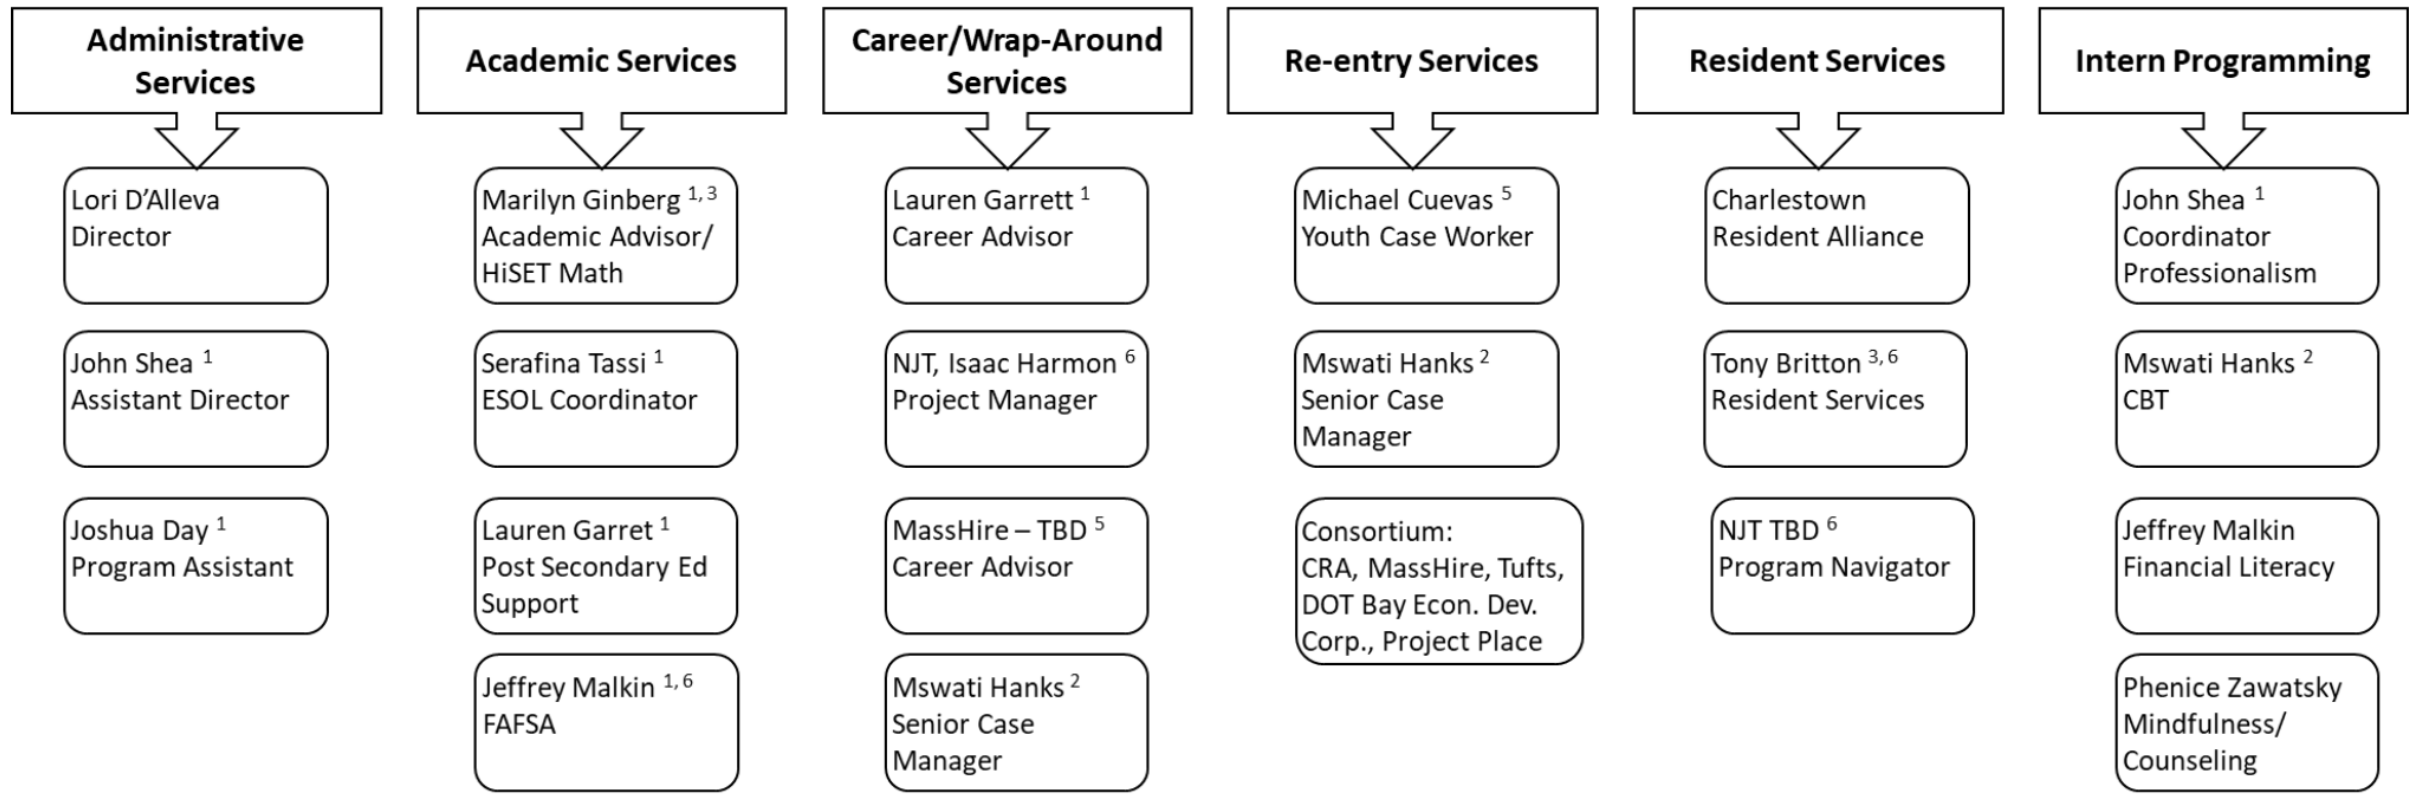 Administrative
Services
Lori D’Alleva
Director
John Shea 1
Assistant Director
Joshua Day 1
Program Assistant
Academic Services
Marilyn Ginberg 1, 3
Academic Advisor/
HiSET Math
Serafina Tassi 1
ESOL Coordinator
Lauren Garret 1
Post Secondary Ed
Support
Jeffrey Malkin 1, 6
FAFSA
Career/Wrap-Around
Services
Lauren Garrett 1
Career Advisor
NJT, Isaac Harmon 6
Project Manager
MassHire – TBD 5
Career Advisor
Mswati Hanks 2
Senior Case
Manager
Re-entry Services
Michael Cuevas 5
Youth Case Worker
Mswati Hanks 2
Senior Case
Manager
Consortium:
CRA, MassHire, Tufts,
DOT Bay Econ. Dev.
Corp., Project Place
Resident Services
Charlestown
Resident Alliance
Tony Britton 3, 6
Resident Services
NJT TBD 6
Program Navigator
Intern Programming
John Shea 1
Coordinator
Professionalism
Mswati Hanks 2
CBT
Jeffrey Malkin
Financial Literacy
Phenice Zawatsky
Mindfulness/
Counseling